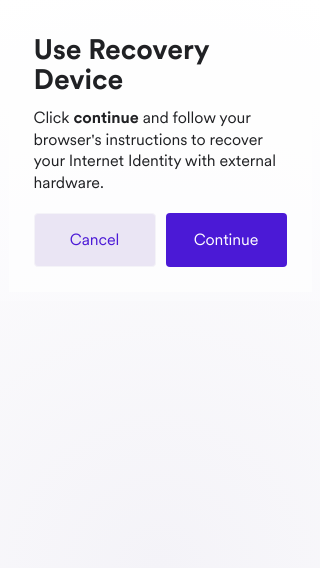 Use Recovery
Device
Click continue and follow your
browser's instructions to recover
your Internet Identity with external
hardware.
Cancel
Continue